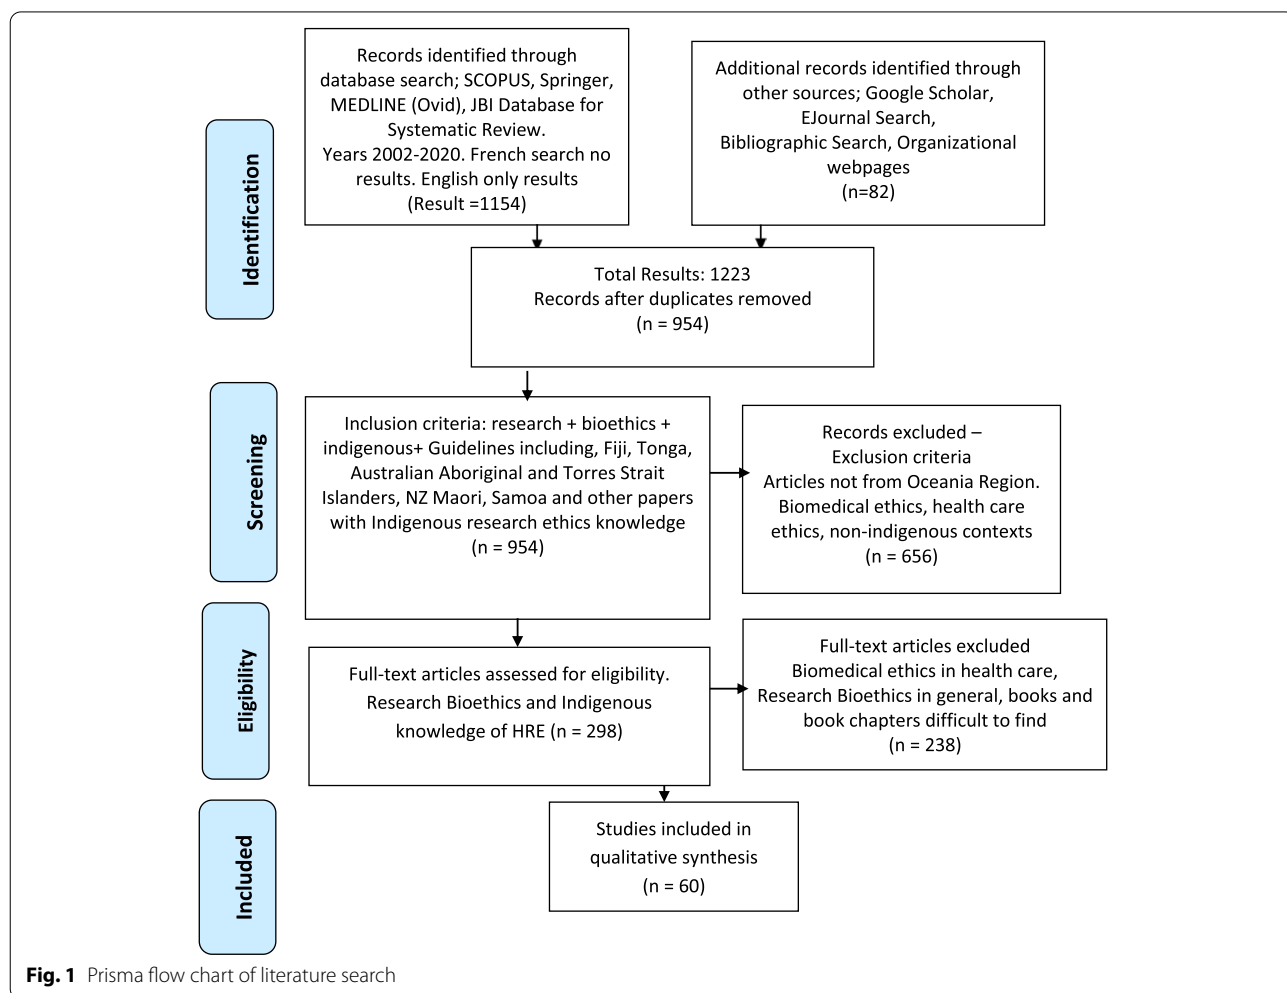 Records identified through
database search; SCOPUS, Springer,
MEDLINE (Ovid), JBI Database for
Systematic Review.
Years 2002-2020. French search no
results. English only results
(Result =1154)
Additional records identified through
other sources; Google Scholar,
EJournal Search,
Bibliographic Search, Organizational
webpages
(n=82)
Identification
Total Results: 1223
Records after duplicates removed
(n = 954)
Screening
Inclusion criteria: research + bioethics +
indigenous+ Guidelines including, Fiji, Tonga,
Australian Aboriginal and Torres Strait
Islanders, NZ Maori, Samoa and other papers
with Indigenous research ethics knowledge
(n = 954)
Records excluded –
Exclusion criteria
Articles not from Oceania Region.
Biomedical ethics, health care
ethics, non-indigenous contexts
(n = 656)
Eligibility
Full-text articles assessed for eligibility.
Research Bioethics and Indigenous
knowledge of HRE (n = 298)
Full-text articles excluded
Biomedical ethics in health care,
Research Bioethics in general, books and
book chapters difficult to find
(n = 238)
Included
Studies included in
qualitative synthesis
(n = 60)
Fig. 1 Prisma flow chart of literature search